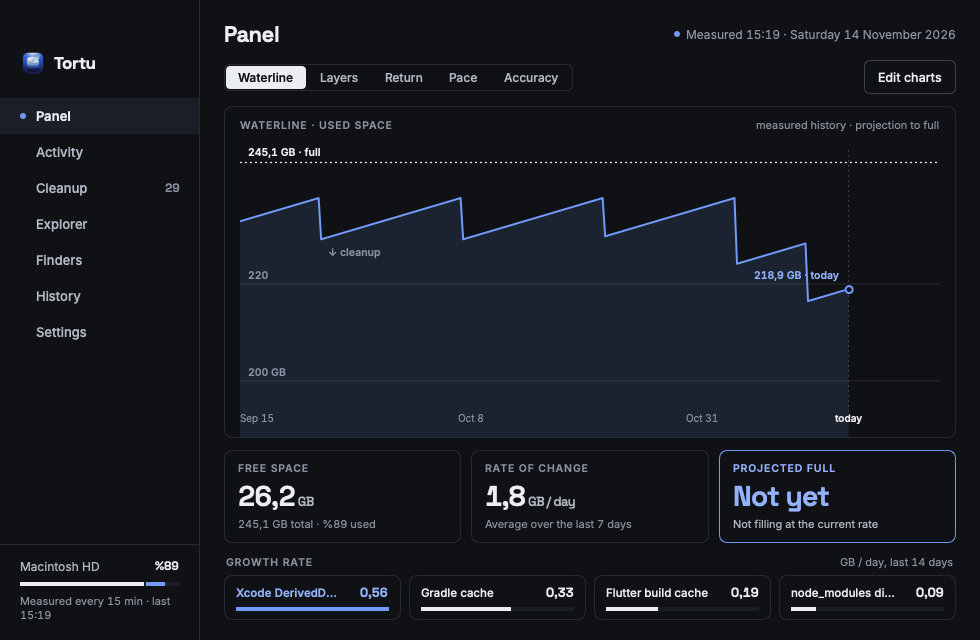 Tortu
Panel
Activity
Cleanup 29
Explorer
Finders
History
Settings
Macintosh HD %89
Measured every 15 min · last
15:19
Panel
Measured 15:19 · Saturday 14 November 2026
Waterline Layers Return Pace Accuracy
Edit charts
WATERLINE · USED SPACE
measured history · projection to full
245,1 GB · full
↓ cleanup
220
218,9 GB · today
200 GB
Sep 15 Oct 8 Oct 31 today
FREE SPACE
26,2 GB
245,1 GB total · %89 used
RATE OF CHANGE
1,8 GB / day
Average over the last 7 days
PROJECTED FULL
Not yet
Not filling at the current rate
GROWTH RATE
GB / day, last 14 days
Xcode DerivedD... 0,56
Gradle cache 0,33
Flutter build cache 0,19
node_modules di... 0,09